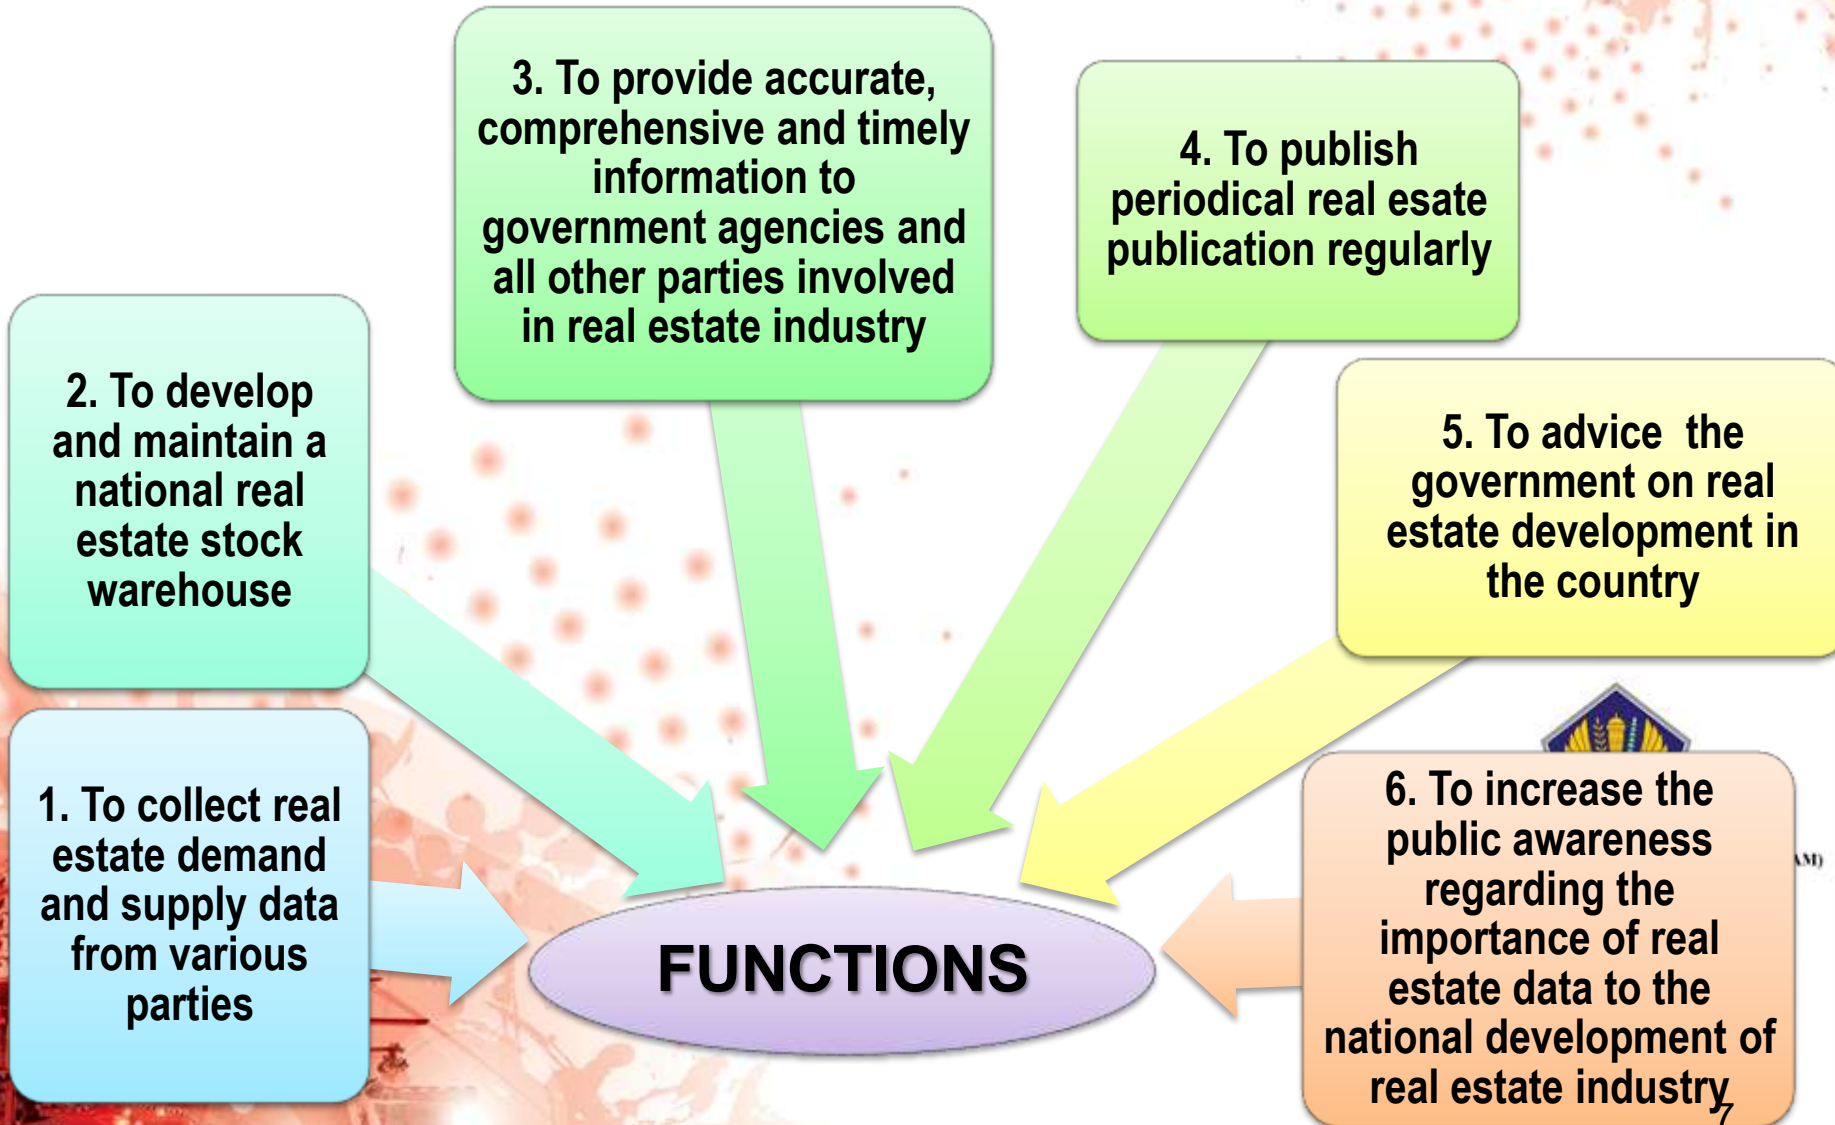 1. To collect real
estate demand
and supply data
from various
parties
2. To develop
and maintain a
national real
estate stock
warehouse
3. To provide accurate,
comprehensive and timely
information to
government agencies and
all other parties involved
in real estate industry
4. To publish
periodical real esate
publication regularly
5. To advice  the
government on real
estate development in
the country
6. To increase the
public awareness
regarding the
importance of real
estate data to the
national development of
real estate industry
AM)
FUNCTIONS
7